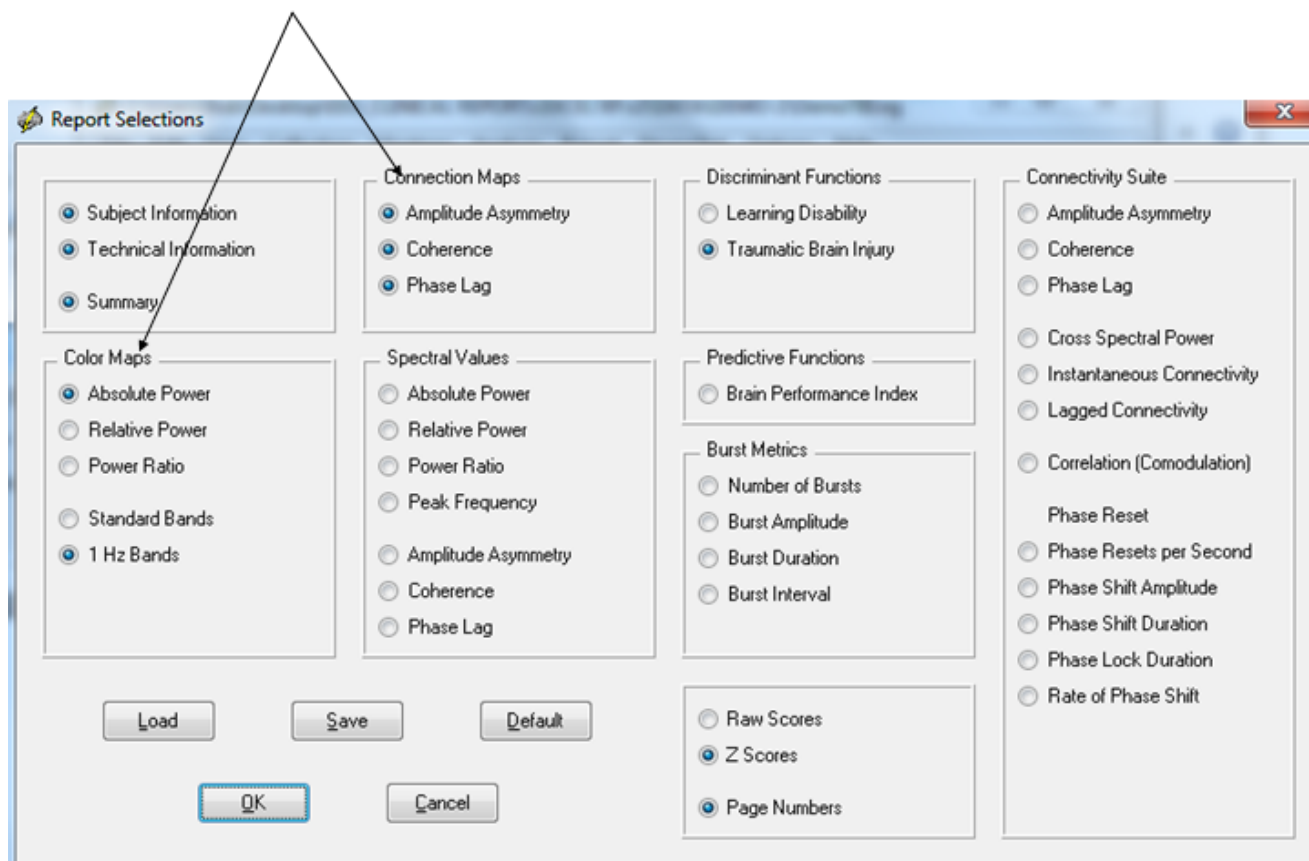 Report Selections
Subject Information
Technical Information
Summary
Connection Maps
Amplitude Asymmetry
Coherence
Phase Lag
Discriminant Functions
Learning Disability
Traumatic Brain Injury
Connectivity Suite
Amplitude Asymmetry
Coherence
Phase Lag
Cross Spectral Power
Instantaneous Connectivity
Lagged Connectivity
Correlation (Comodulation)
Phase Reset
Phase Resets per Second
Phase Shift Amplitude
Phase Shift Duration
Phase Lock Duration
Rate of Phase Shift
Color Maps
Absolute Power
Relative Power
Power Ratio
Standard Bands
1 Hz Bands
Spectral Values
Absolute Power
Relative Power
Power Ratio
Peak Frequency
Amplitude Asymmetry
Coherence
Phase Lag
Predictive Functions
Brain Performance Index
Burst Metrics
Number of Bursts
Burst Amplitude
Burst Duration
Burst Interval
Raw Scores
Z Scores
Page Numbers
Load
Save
Default
OK
Cancel